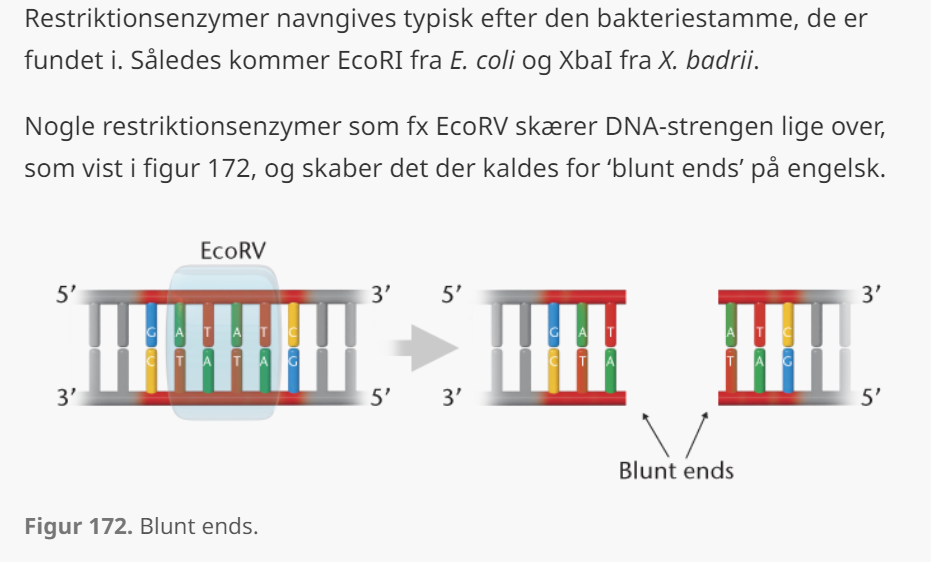 Restriktionsenzymer navngives typisk efter den bakteriestamme, de er
fundet i. Således kommer EcoRI fra E. coli og XbaI fra X. badrii.
Nogle restriktionsenzymer som fx EcoRV skærer DNA-strengen lige over,
som vist i figur 172, og skaber det der kaldes for ‘blunt ends’ på engelsk.
EcoRV
5’ 3’ 5’ 3’
G A T A T C G A T A T C
C T A T A G C T A T A G
3’ 5’ 3’ 5’
Blunt ends
Figur 172. Blunt ends.